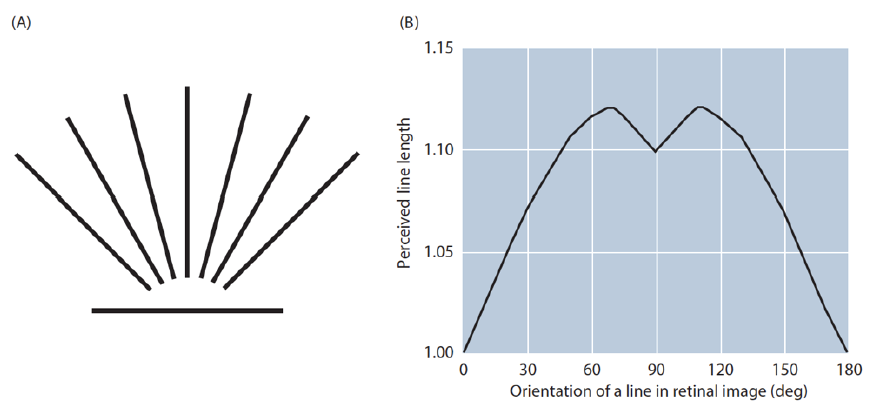 (A)
(B)
1.15
1.10
1.05
1.00
Perceived line length
0 30 60 90 120 150 180
Orientation of a line in retinal image (deg)